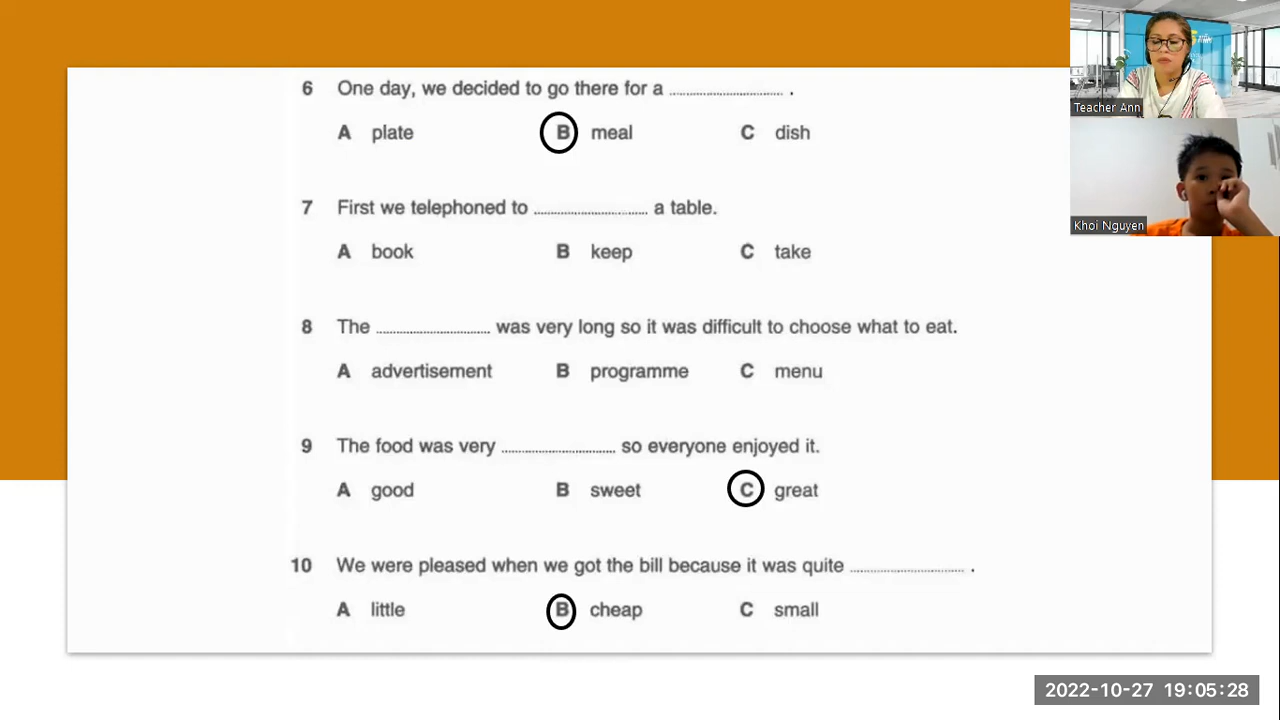 6 One day, we decided to go there for a .............................. .
A plate B meal C dish
7 First we telephoned to .............................. a table.
A book B keep C take
8 The .............................. was very long so it was difficult to choose what to eat.
A advertisement B programme C menu
9 The food was very .............................. so everyone enjoyed it.
A good B sweet C great
10 We were pleased when we got the bill because it was quite .............................. .
A little B cheap C small
Teacher Ann
Khoi Nguyen
2022-10-27 19:05:28